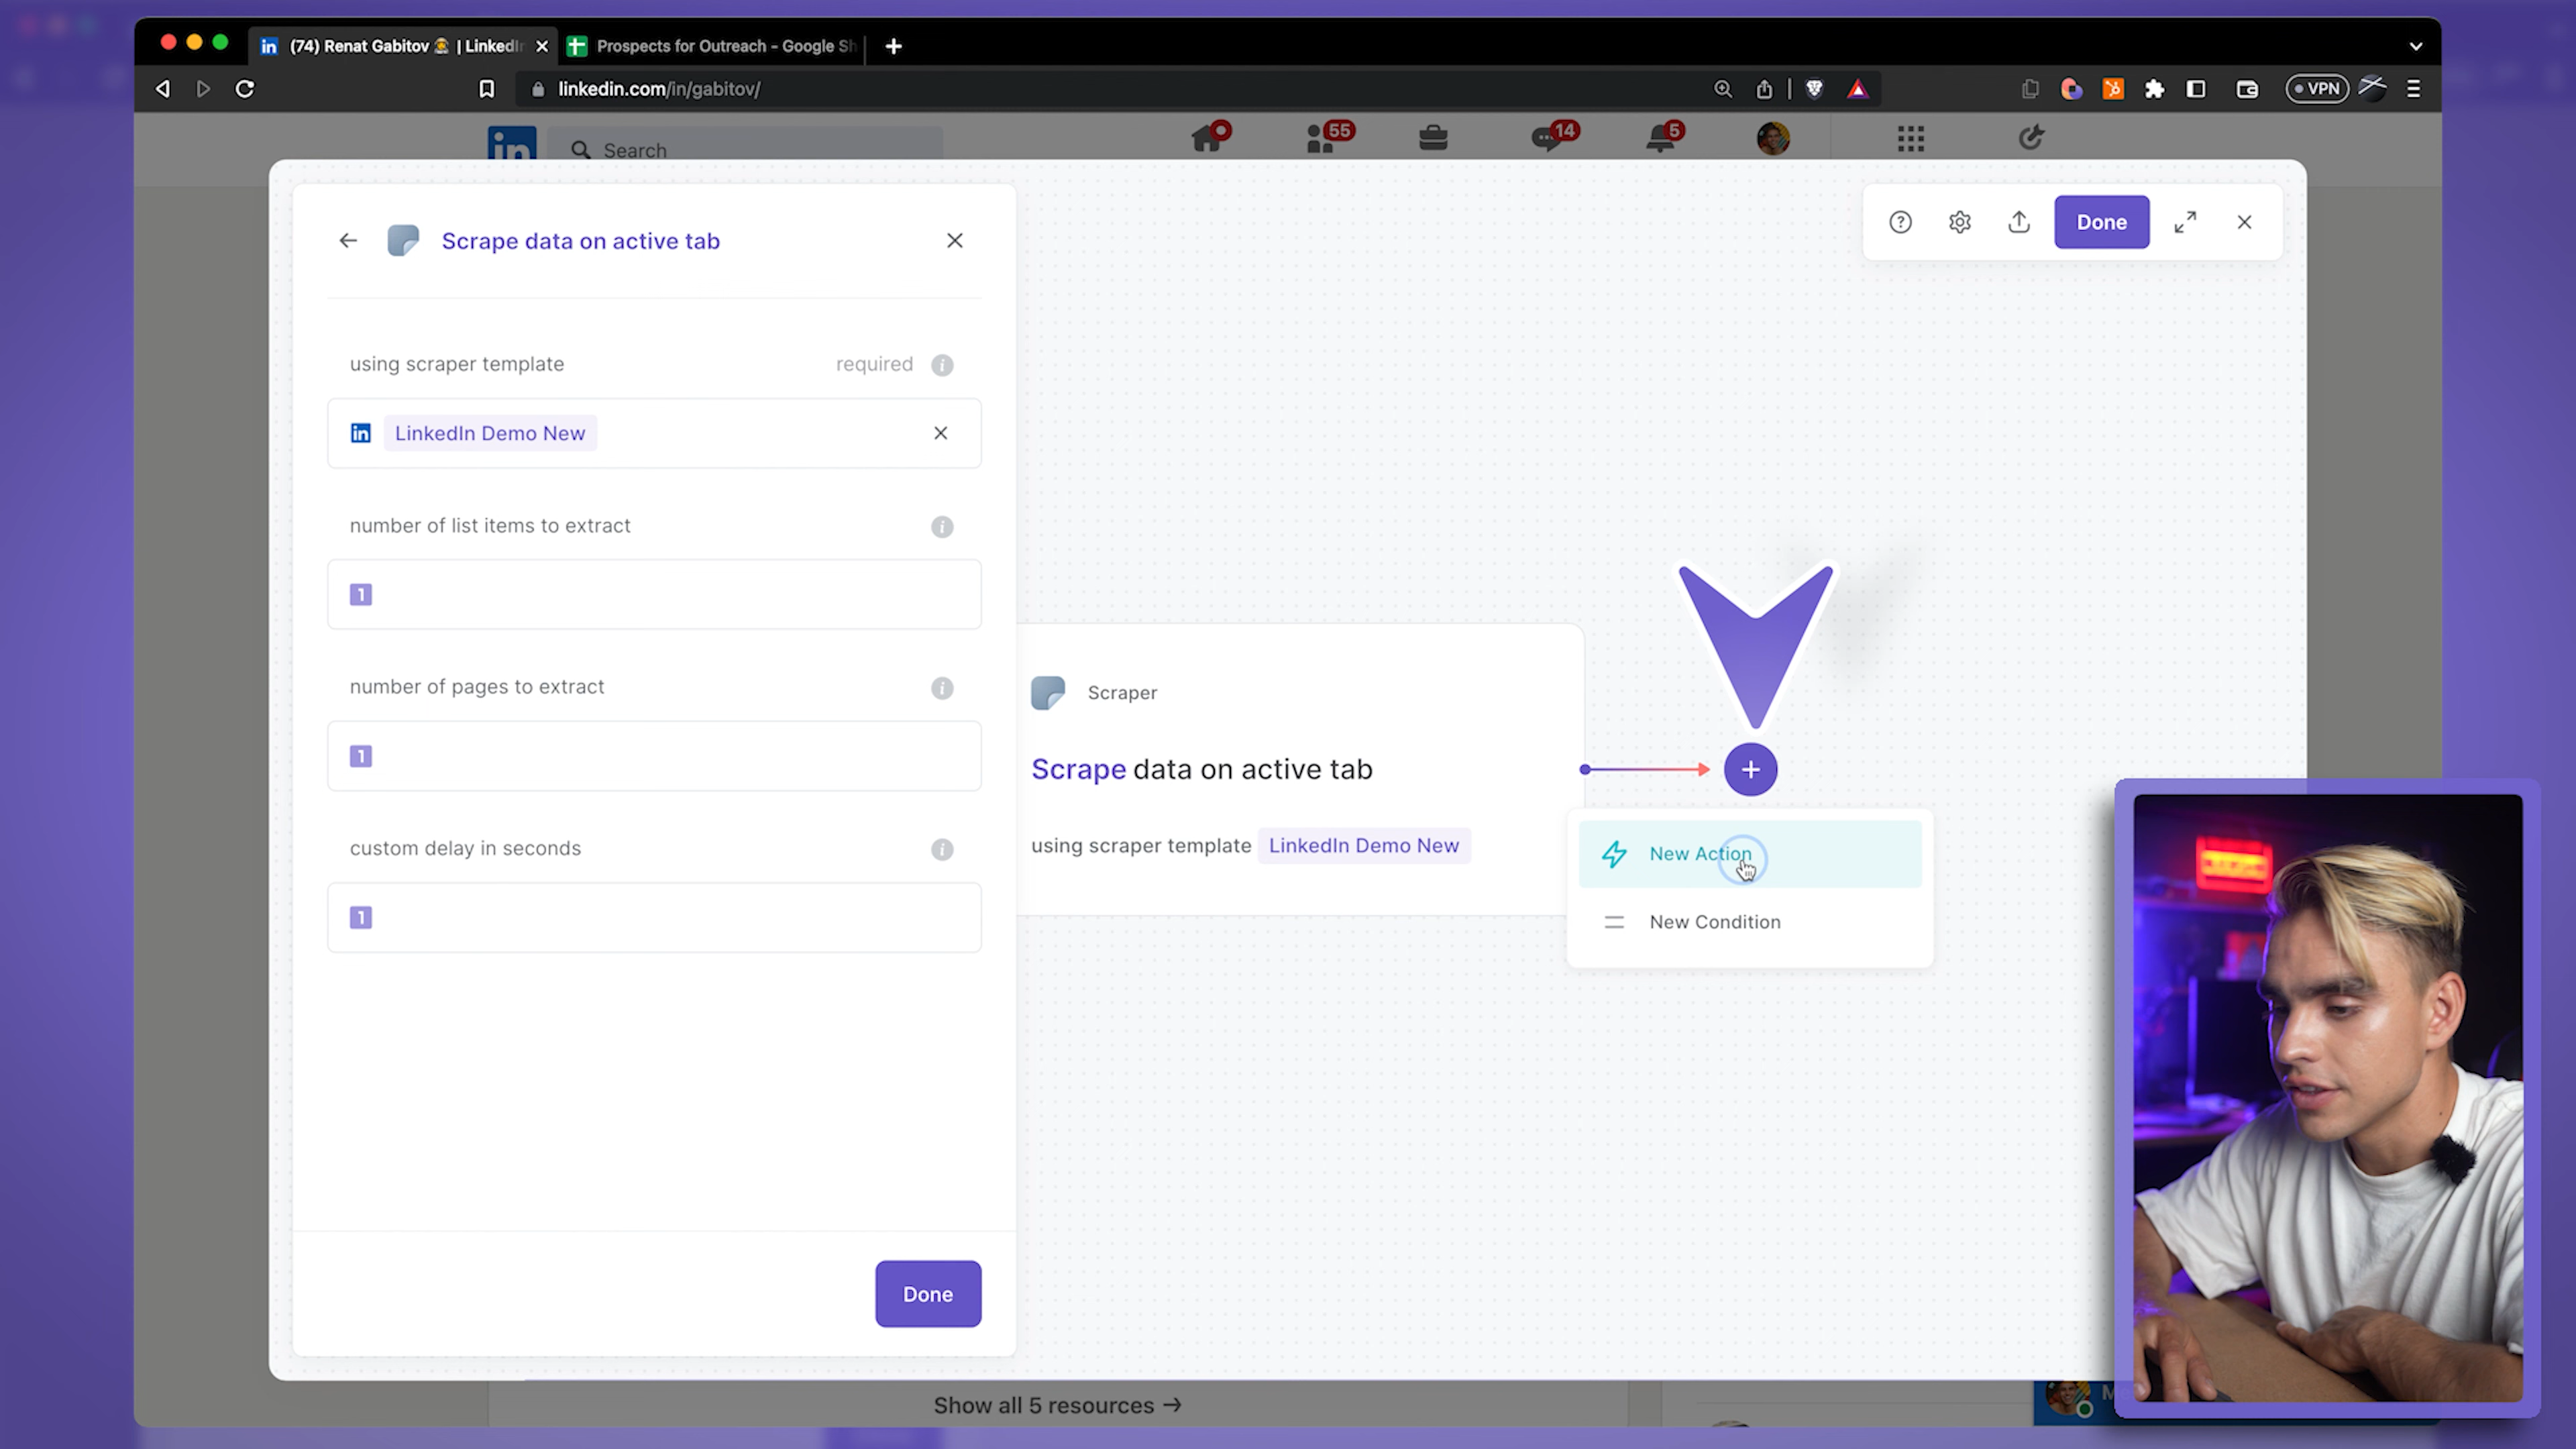 (74) Renat Gabitov | LinkedIn
Prospects for Outreach - Google Sh
linkedin.com/in/gabitov/
VPN
in
Search
55
14
5
Scrape data on active tab
Done
using scraper template
required
in LinkedIn Demo New
number of list items to extract
1
number of pages to extract
1
custom delay in seconds
1
Done
Scraper
Scrape data on active tab
using scraper template LinkedIn Demo New
New Action
New Condition
Show all 5 resources →